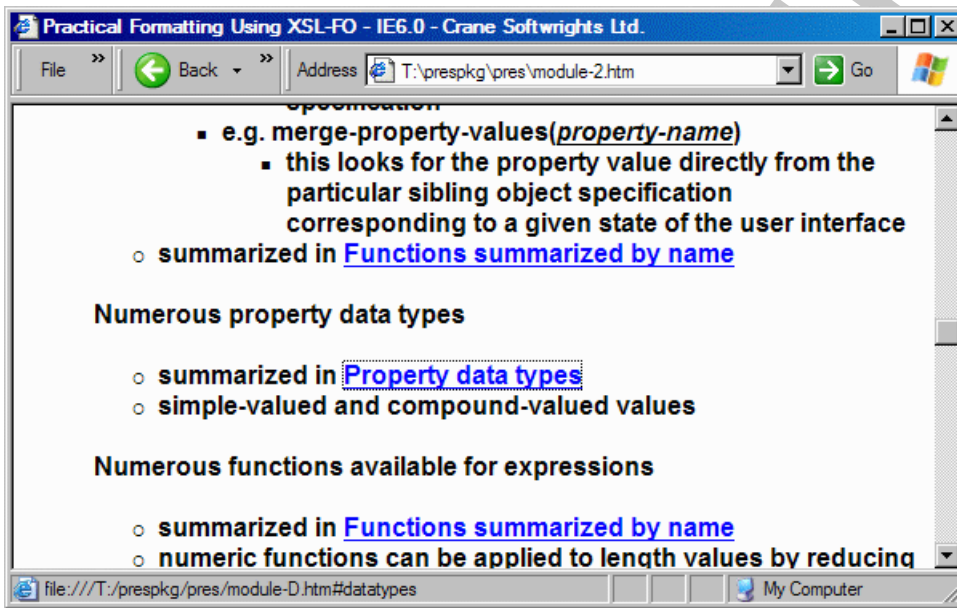 Practical Formatting Using XSL-FO - IE6.0 - Crane Softwrights Ltd.
File » Back » Address T:\prespkg\pres\module-2.htm Go
specification
▪ e.g. merge-property-values(property-name)
▪ this looks for the property value directly from the
particular sibling object specification
corresponding to a given state of the user interface
○ summarized in Functions summarized by name
Numerous property data types
○ summarized in Property data types
○ simple-valued and compound-valued values
Numerous functions available for expressions
○ summarized in Functions summarized by name
○ numeric functions can be applied to length values by reducing
file:///T:/prespkg/pres/module-D.htm#datatypes My Computer